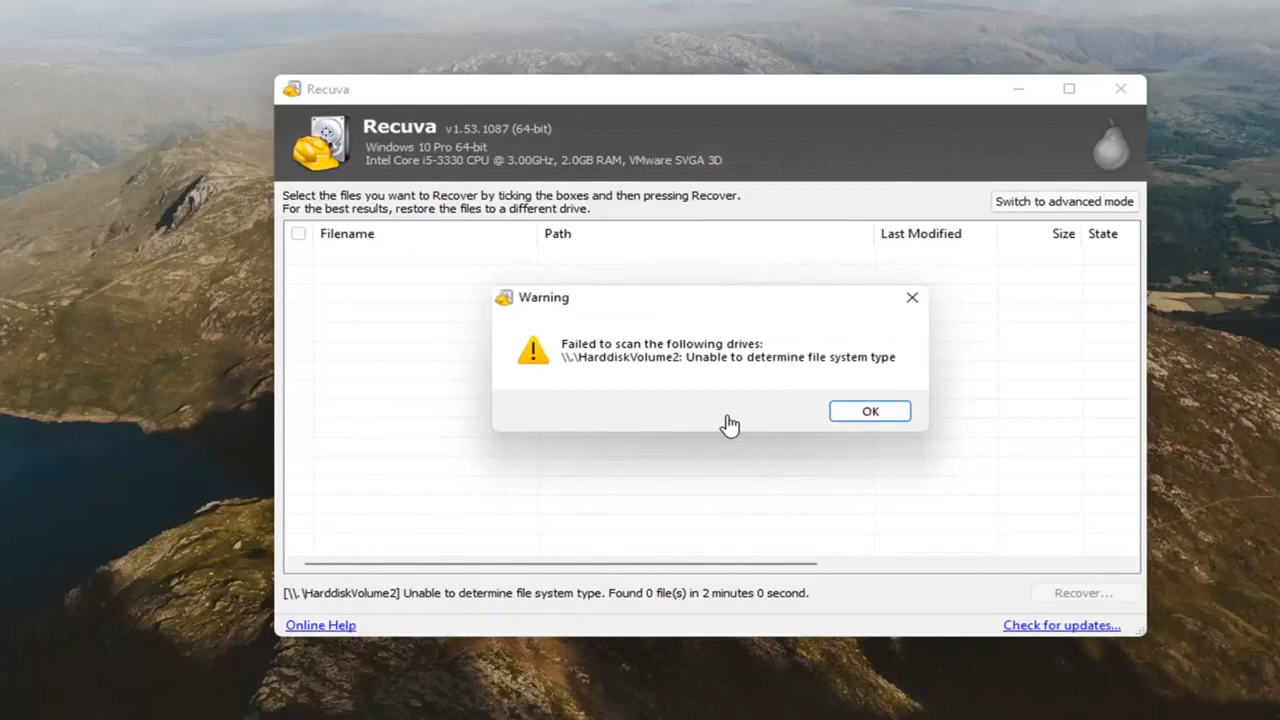 Recuva
Recuva v1.53.1087 (64-bit)
Windows 10 Pro 64-bit
Intel Core i5-3330 CPU @ 3.00GHz, 2.0GB RAM, VMware SVGA 3D
Select the files you want to Recover by ticking the boxes and then pressing Recover.
For the best results, restore the files to a different drive.
Switch to advanced mode
Filename Path Last Modified Size State
Warning
Failed to scan the following drives:
\\.\HarddiskVolume2: Unable to determine file system type
OK
[\\.\HarddiskVolume2] Unable to determine file system type. Found 0 file(s) in 2 minutes 0 second.
Recover...
Online Help
Check for updates...